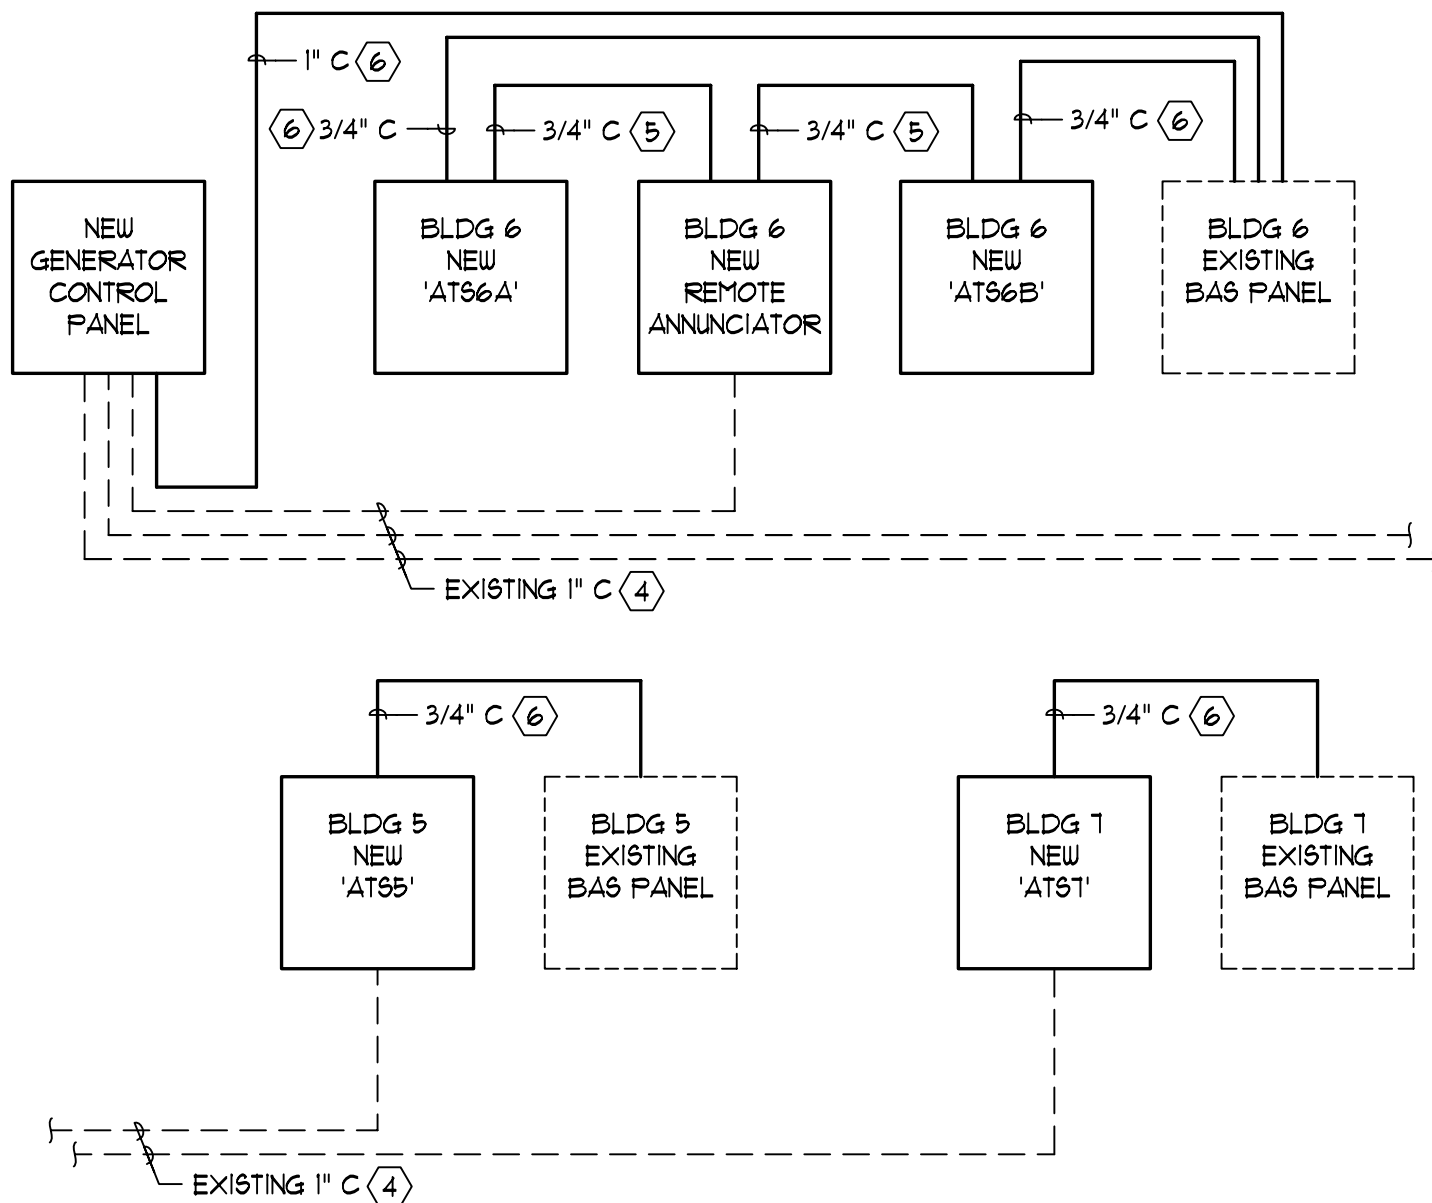 1" C 6
6 3/4" C
3/4" C 5
3/4" C 5
3/4" C 6
NEW
GENERATOR
CONTROL
PANEL
BLDG 6
NEW
'ATS6A'
BLDG 6
NEW
REMOTE
ANNUNCIATOR
BLDG 6
NEW
'ATS6B'
BLDG 6
EXISTING
BAS PANEL
EXISTING 1" C 4
3/4" C 6
3/4" C 6
BLDG 5
NEW
'ATS5'
BLDG 5
EXISTING
BAS PANEL
BLDG 7
NEW
'ATS7'
BLDG 7
EXISTING
BAS PANEL
EXISTING 1" C 4